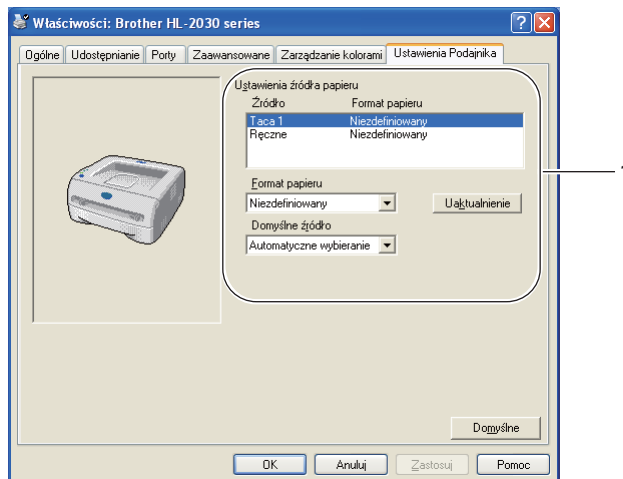 Właściwości: Brother HL-2030 series
Ogólne Udostępnianie Porty Zaawansowane Zarządzanie kolorami Ustawienia Podajnika
Ustawienia źródła papieru
Źródło Format papieru
Taca 1 Niezdefiniowany
Ręczne Niezdefiniowany
Format papieru
Niezdefiniowany Uaktualnienie
Domyślne źródło
Automatyczne wybieranie
Domyślne
OK Anuluj Zastosuj Pomoc